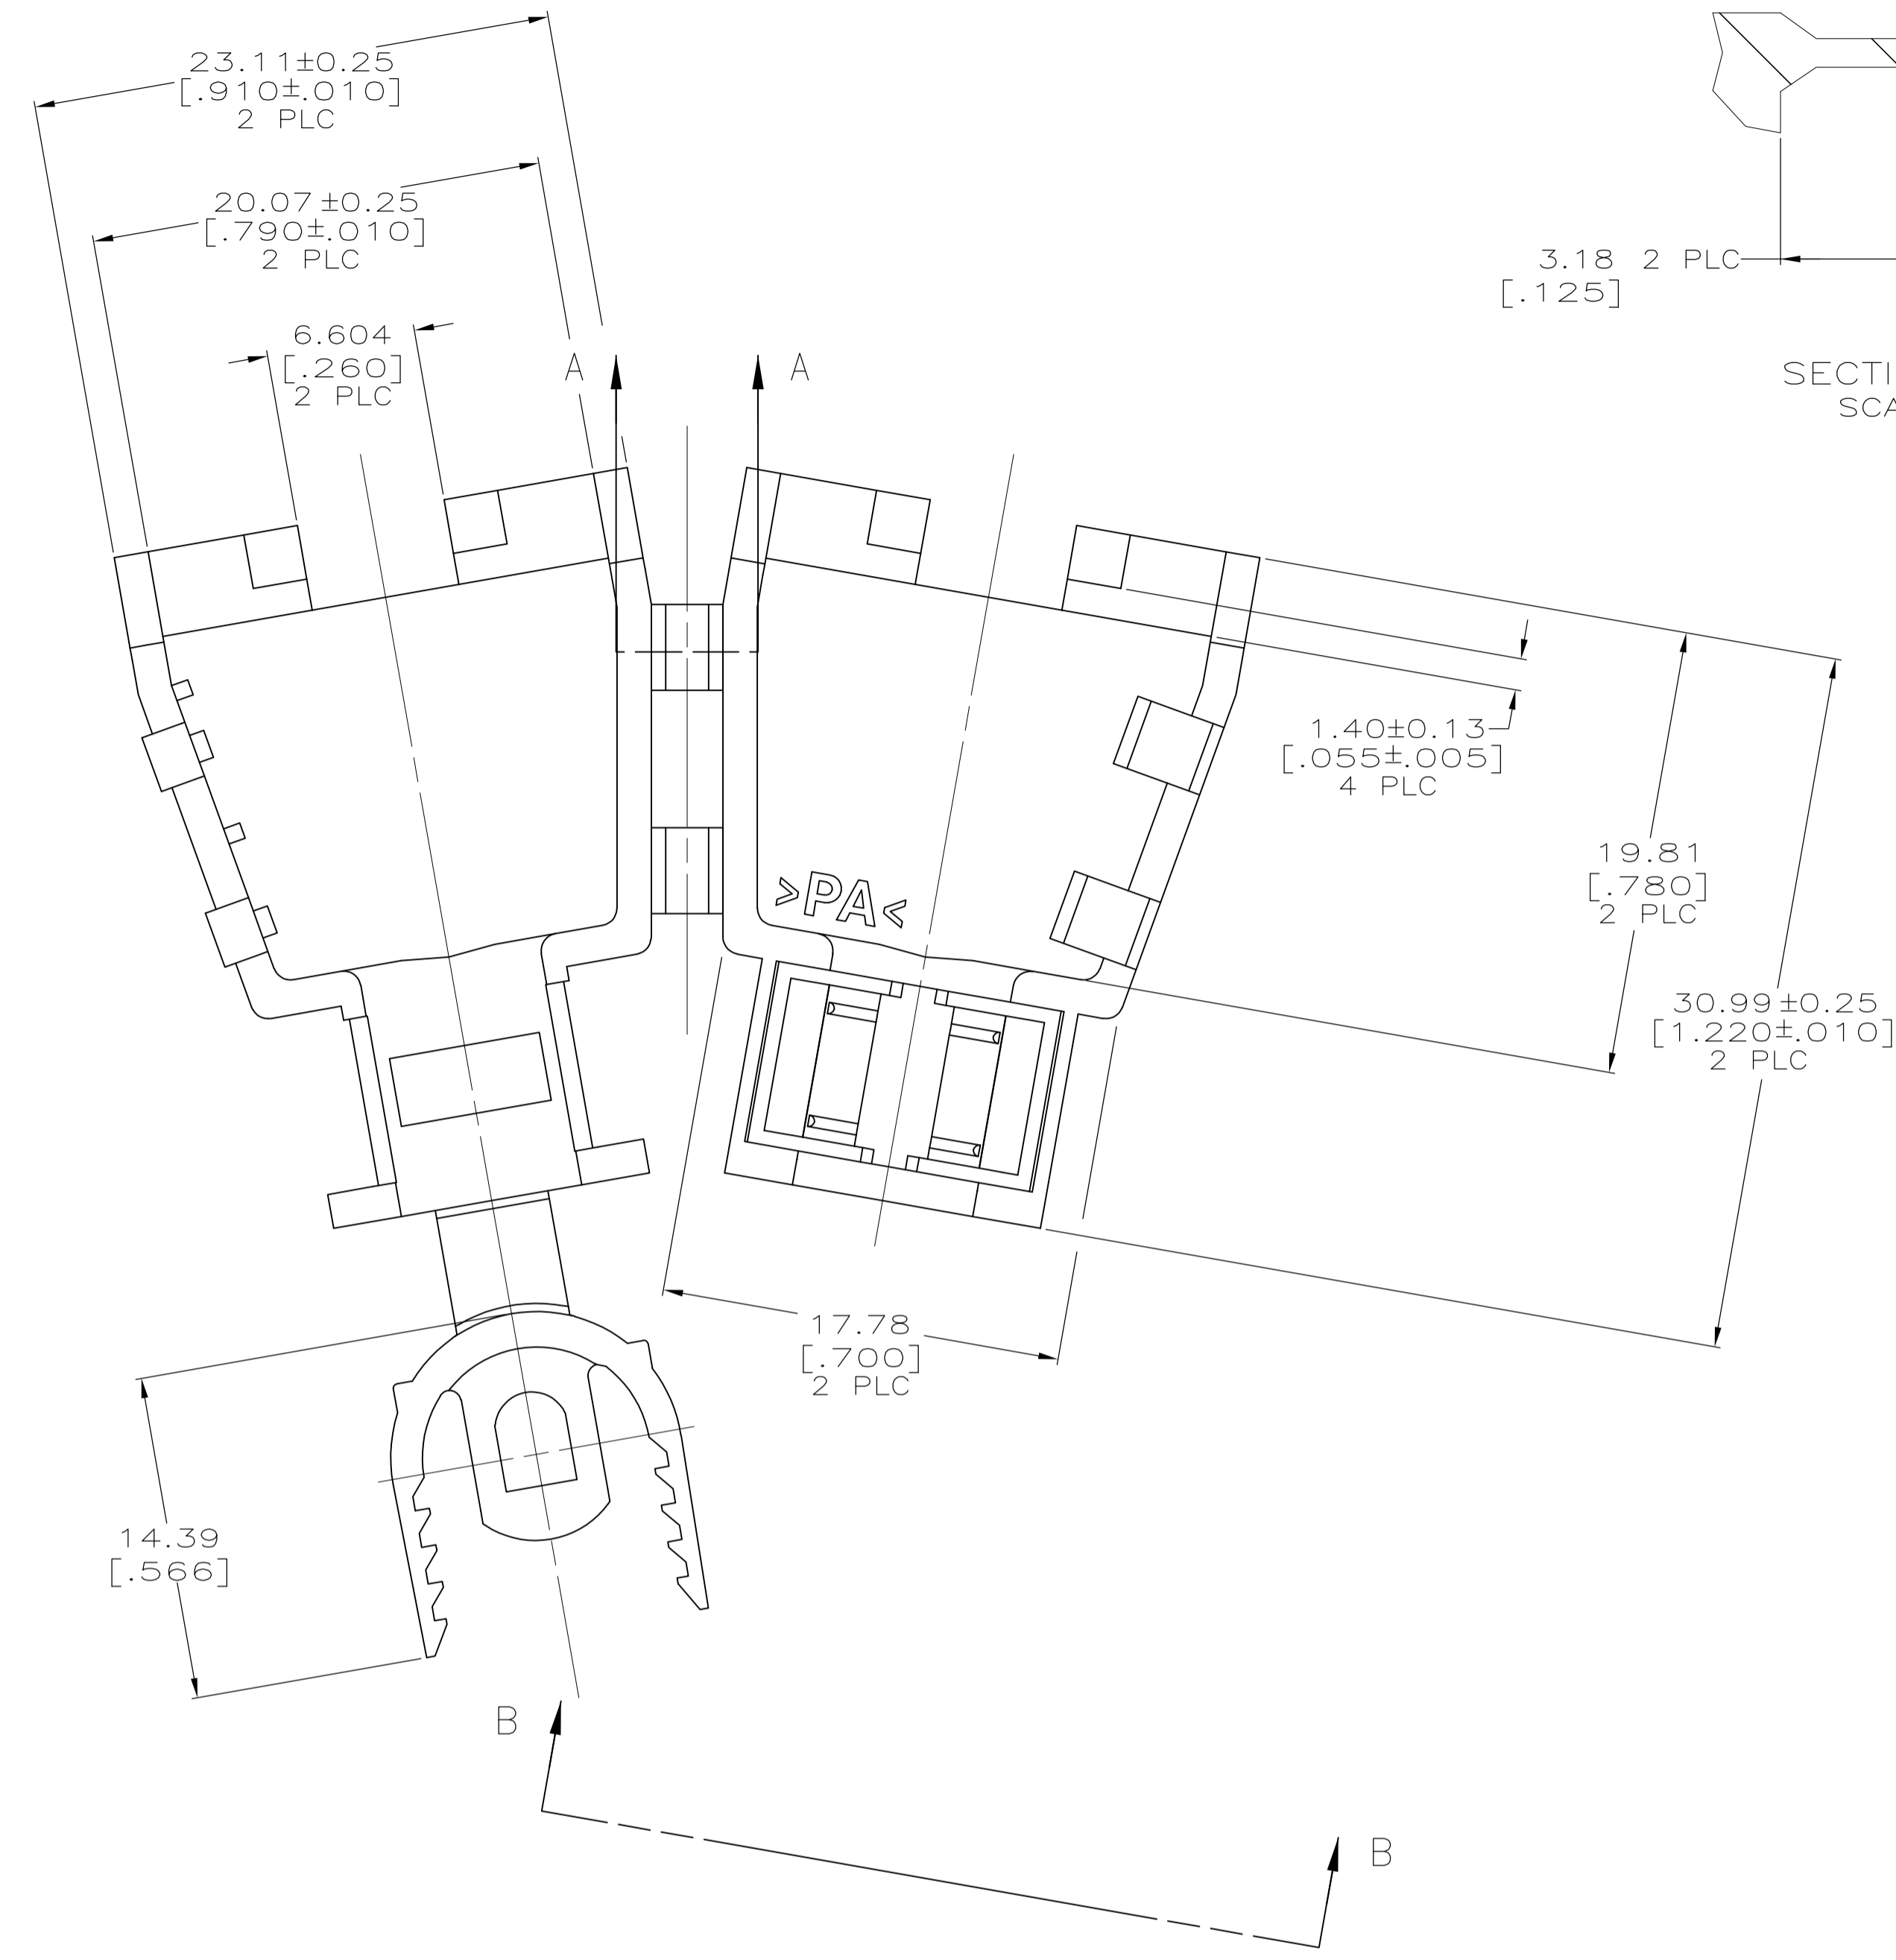 23.11±0.25
[.910±.010]
2 PLC
20.07±0.25
[.790±.010]
2 PLC
6.604
[.260]
2 PLC
A
A
3.18 2 PLC
[.125]
SECTI
SCA
1.40±0.13
[.055±.005]
4 PLC
19.81
[.780]
2 PLC
>PA<
30.99±0.25
[1.220±.010]
2 PLC
17.78
[.700]
2 PLC
14.39
[.566]
B
B